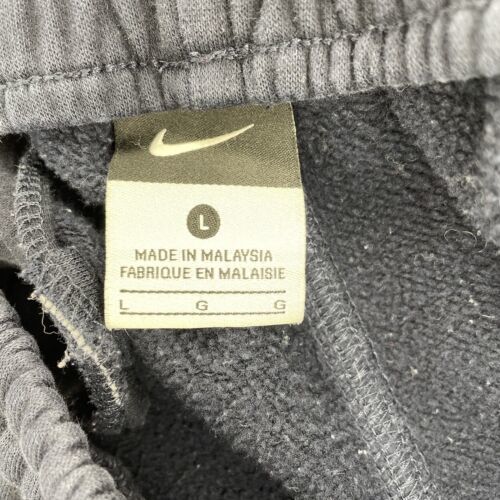 L
MADE IN MALAYSIA
FABRIQUE EN MALAISIE
L G G